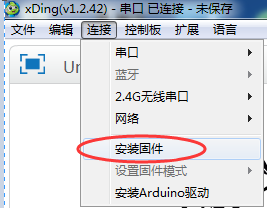 xDing(v1.2.42) - 串口 已连接 - 未保存
文件 编辑 连接 控制板 扩展 语言
串口
Un
蓝牙
2.4G无线串口
网络
安装固件
设置固件模式
安装Arduino驱动